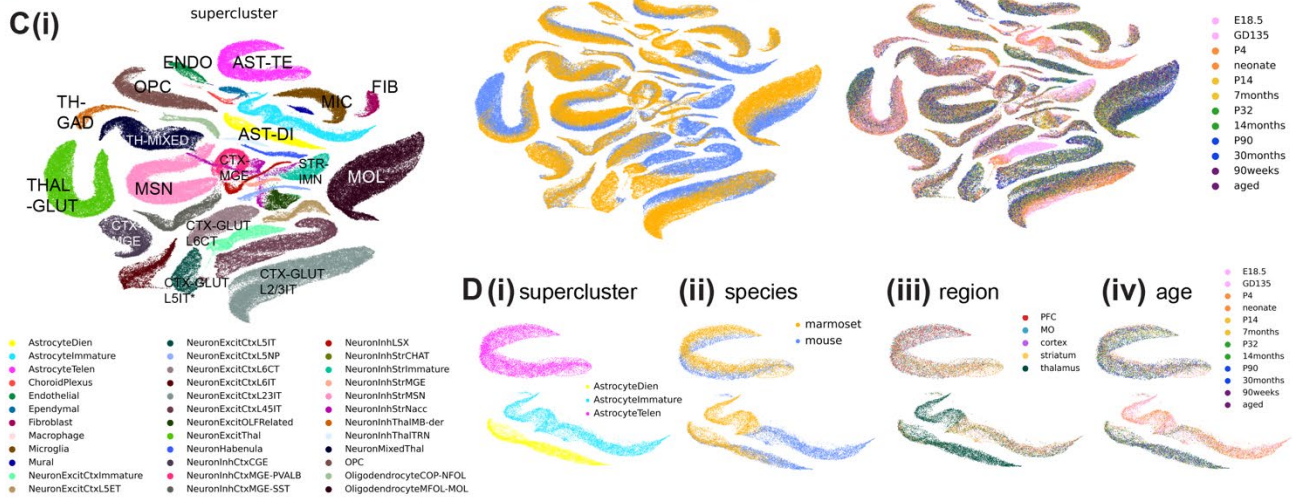 C(i)
supercluster
ENDO
AST-TE
OPC
MIC
FIB
TH-
GAD
TH-MIXED
AST-DI
CTX-
MGE
STR-
IMN
THAL
-GLUT
MSN
MOL
CTX-
MGE
CTX-GLUT
L6CT
CTX-GLUT
L5IT*
CTX-GLUT
L2/3IT
AstrocyteDien
AstrocyteImmature
AstrocyteTelen
ChoroidPlexus
Endothelial
Ependymal
Fibroblast
Macrophage
Microglia
Mural
NeuronExcitCtxImmature
NeuronExcitCtxL5ET
NeuronExcitCtxL5IT
NeuronExcitCtxL5NP
NeuronExcitCtxL6CT
NeuronExcitCtxL6IT
NeuronExcitCtxL23IT
NeuronExcitCtxL45IT
NeuronExcitOLFRelated
NeuronExcitThal
NeuronHabenula
NeuronInhCtxCGE
NeuronInhCtxMGE-PVALB
NeuronInhCtxMGE-SST
NeuronInhLSX
NeuronInhStrCHAT
NeuronInhStrImmature
NeuronInhStrMGE
NeuronInhStrMSN
NeuronInhStrNacc
NeuronInhThalMB-der
NeuronInhThalTRN
NeuronMixedThal
OPC
OligodendrocyteCOP-NFOL
OligodendrocyteMFOL-MOL
E18.5
GD135
P4
neonate
P14
7months
P32
14months
P90
30months
90weeks
aged
D (i) supercluster
AstrocyteDien
AstrocyteImmature
AstrocyteTelen
(ii) species
marmoset
mouse
(iii) region
PFC
MO
cortex
striatum
thalamus
(iv) age
E18.5
GD135
P4
neonate
P14
7months
P32
14months
P90
30months
90weeks
aged